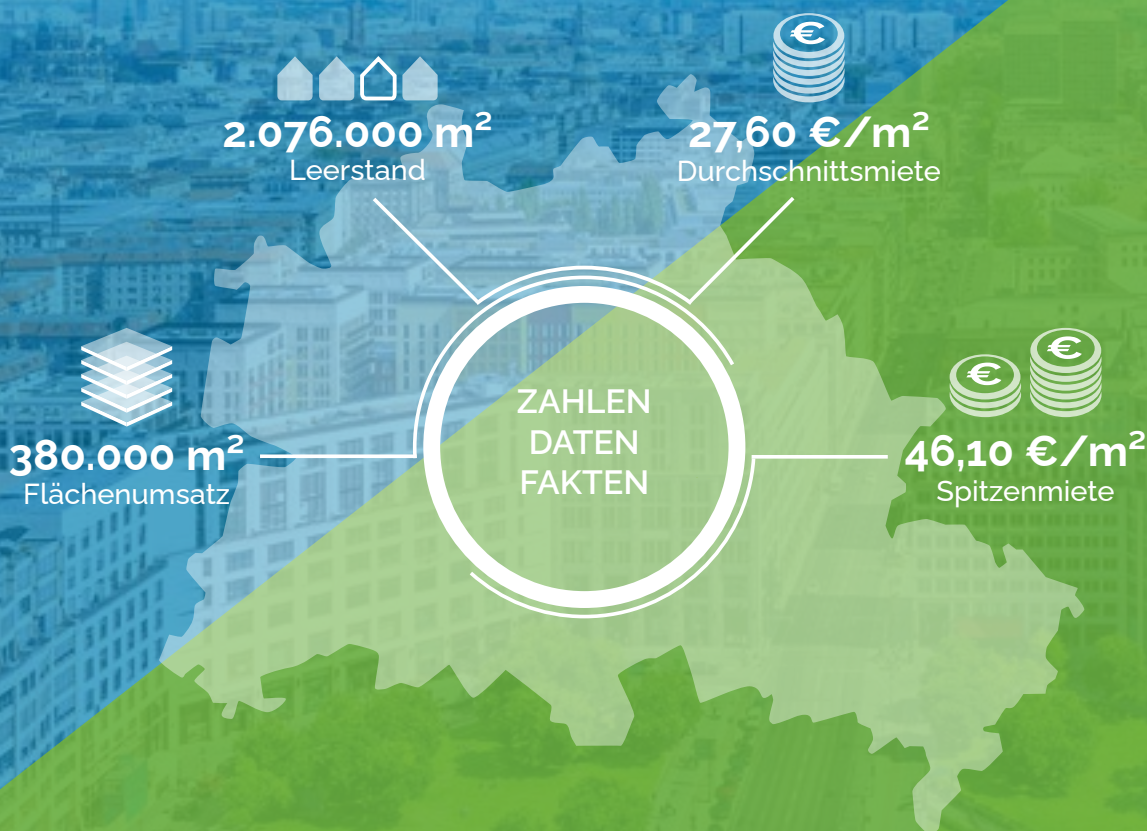 2.076.000 m²
Leerstand
27,60 €/m²
Durchschnittsmiete
380.000 m²
Flächenumsatz
ZAHLEN
DATEN
FAKTEN
46,10 €/m²
Spitzenmiete